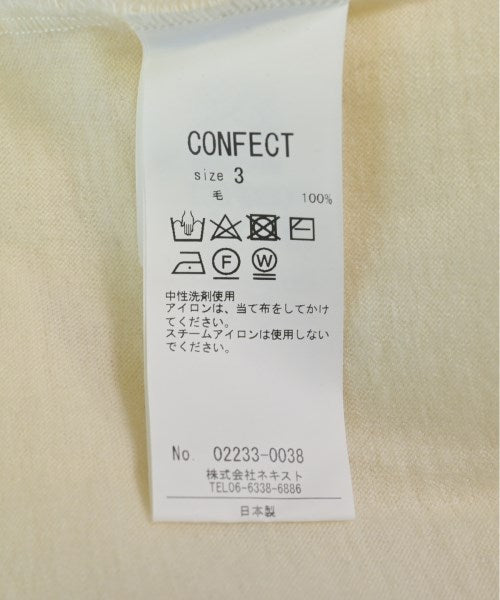 CONFECT
size 3
毛 100%
F W
中性洗剤使用
アイロンは、当て布をしてかけ
てください。
スチームアイロンは使用しない
でください。
No. 02233-0038
株式会社ネキスト
TEL06-6338-6886
日本製